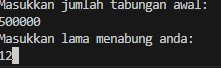 Masukkan jumlah tabungan awal:
500000
Masukkan lama menabung anda:
12